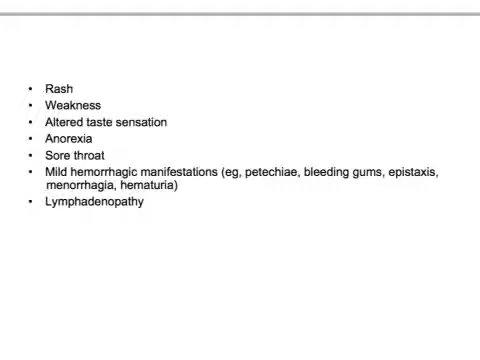 • Rash
• Weakness
• Altered taste sensation
• Anorexia
• Sore throat
• Mild hemorrhagic manifestations (eg, petechiae, bleeding gums, epistaxis,
menorrhagia, hematuria)
• Lymphadenopathy